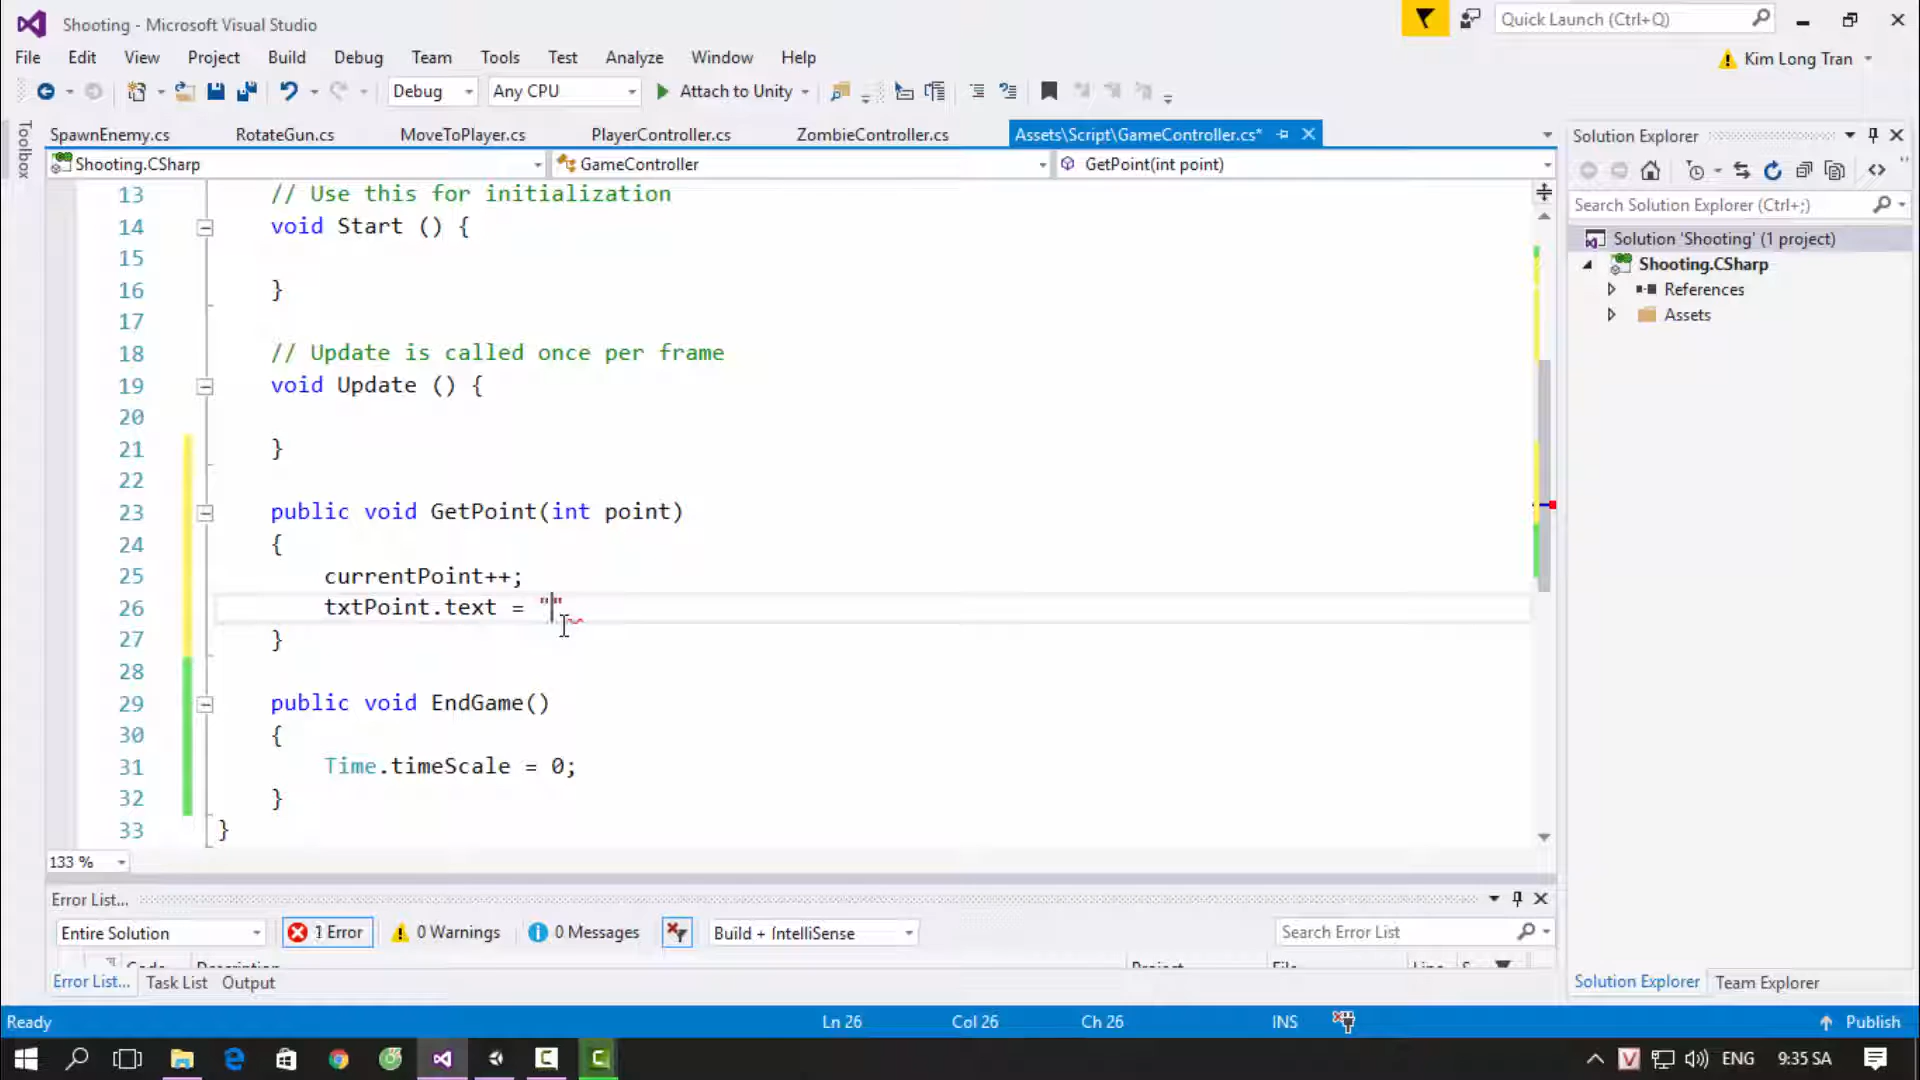 Shooting - Microsoft Visual Studio
Quick Launch (Ctrl+Q)
File Edit View Project Build Debug Team Tools Test Analyze Window Help
Kim Long Tran
Debug Any CPU Attach to Unity
Toolbox
SpawnEnemy.cs RotateGun.cs MoveToPlayer.cs PlayerController.cs ZombieController.cs Assets\Script\GameController.cs*
Shooting.CSharp GameController GetPoint(int point)
13 // Use this for initialization
14 void Start () {
15
16 }
17
18 // Update is called once per frame
19 void Update () {
20
21 }
22
23 public void GetPoint(int point)
24 {
25 currentPoint++;
26 txtPoint.text = ""
27 }
28
29 public void EndGame()
30 {
31 Time.timeScale = 0;
32 }
33 }
133 %
Solution Explorer
Search Solution Explorer (Ctrl+;)
Solution 'Shooting' (1 project)
Shooting.CSharp
References
Assets
Error List...
Entire Solution 1 Error 0 Warnings 0 Messages Build + IntelliSense Search Error List
Code Description Project File Line
Error List... Task List Output
Solution Explorer Team Explorer
Ready Ln 26 Col 26 Ch 26 INS Publish
ENG 9:35 SA